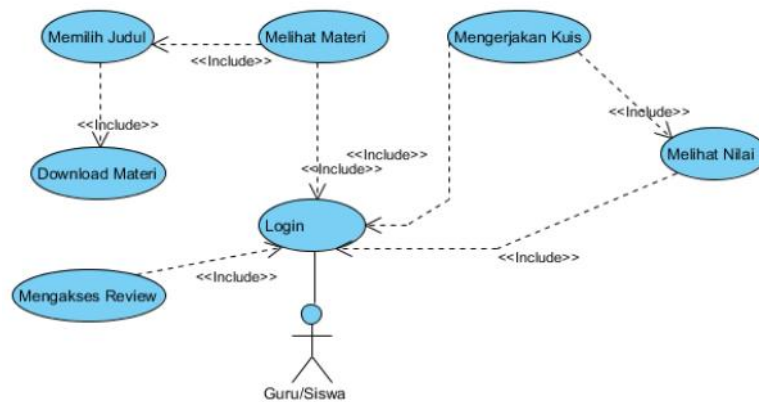 Memilih Judul
Melihat Materi
Mengerjakan Kuis
<<Include>>
<<Include>>
<<Include>>
Download Materi
Melihat Nilai
<<Include>>
<<Include>>
Login
<<Include>>
<<Include>>
Mengakses Review
Guru/Siswa